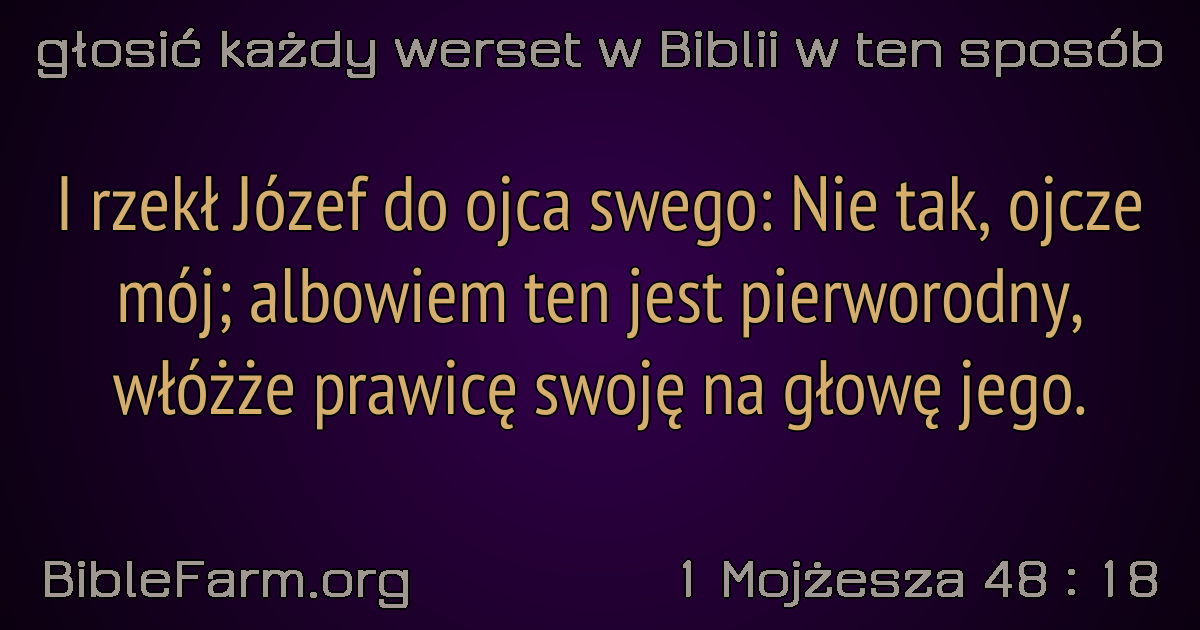 głosić każdy werset w Biblii w ten sposób
I rzekł Józef do ojca swego: Nie tak, ojcze
mój; albowiem ten jest pierworodny,
włóżże prawicę swoję na głowę jego.
BibleFarm.org
1 Mojżesza 48 : 18